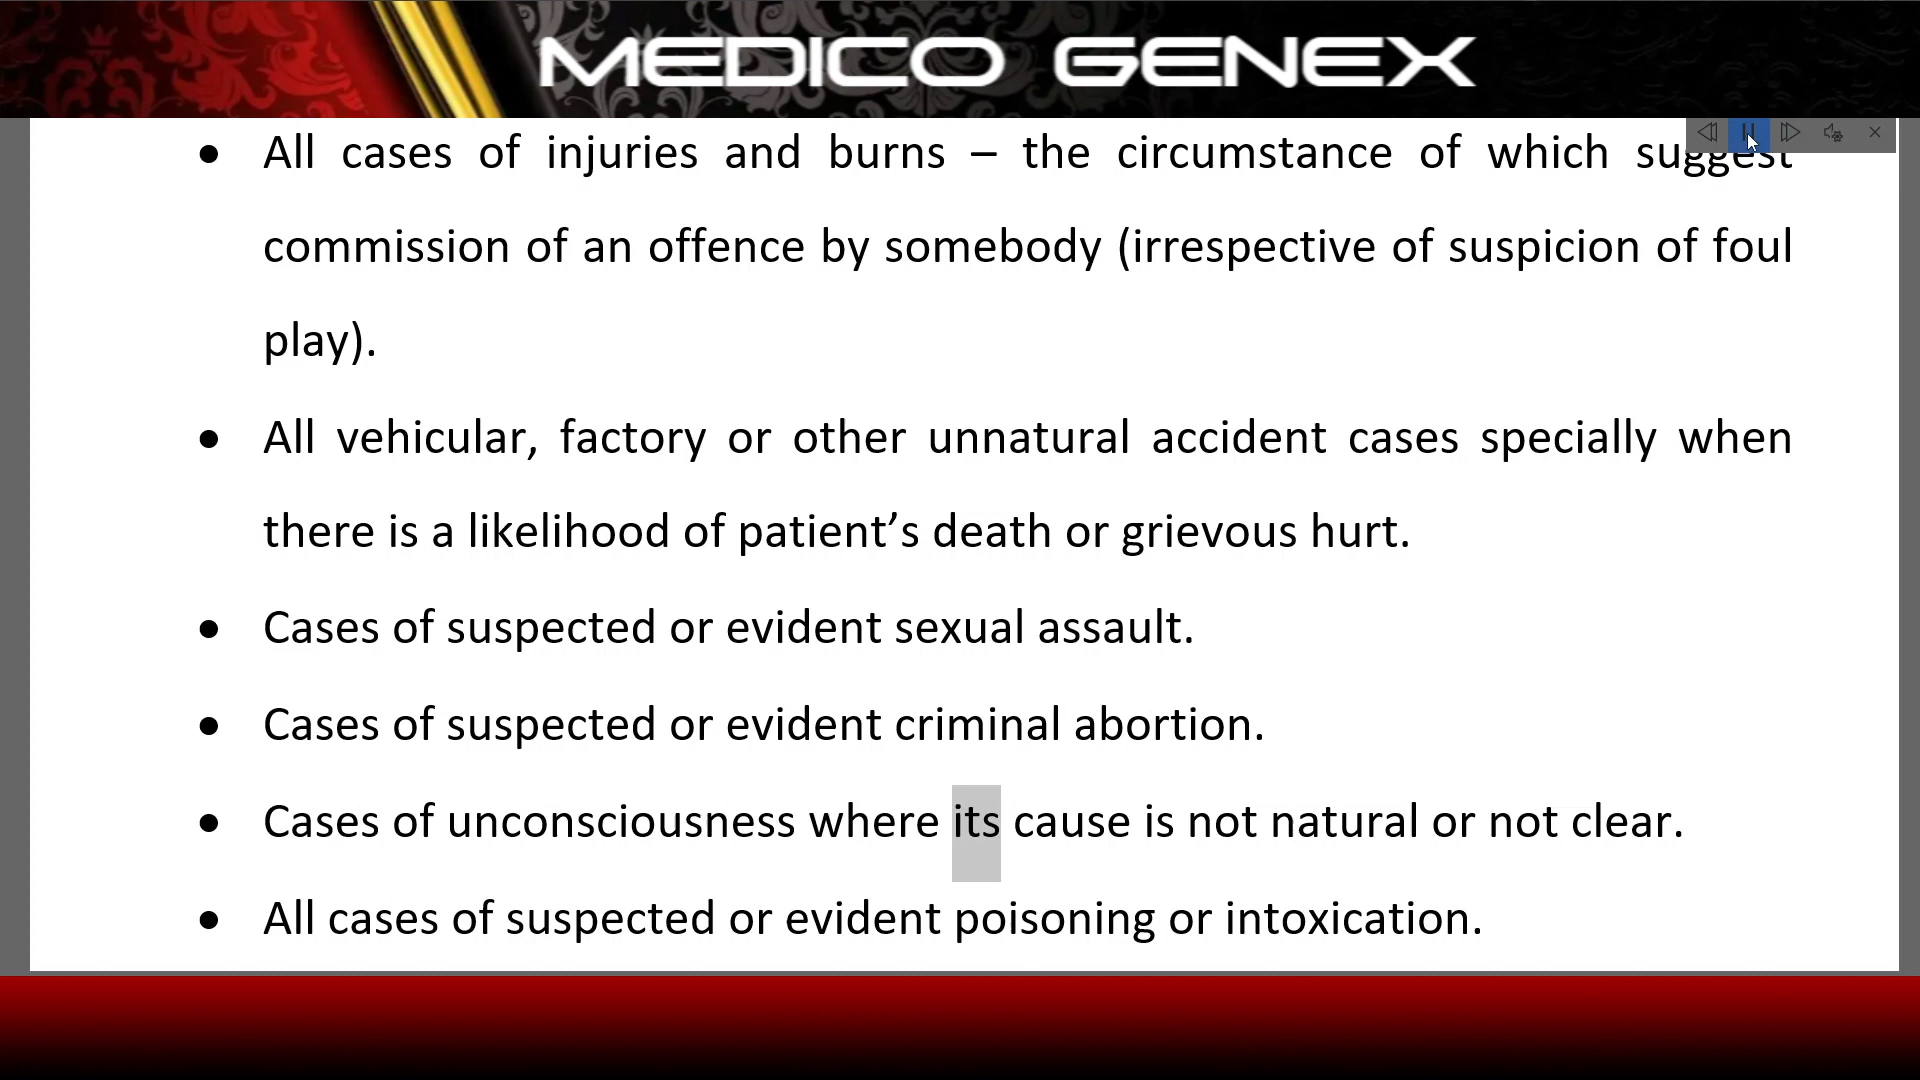 MEDICO GENEX
• All cases of injuries and burns – the circumstance of which suggest
commission of an offence by somebody (irrespective of suspicion of foul
play).
• All vehicular, factory or other unnatural accident cases specially when
there is a likelihood of patient’s death or grievous hurt.
• Cases of suspected or evident sexual assault.
• Cases of suspected or evident criminal abortion.
• Cases of unconsciousness where its cause is not natural or not clear.
• All cases of suspected or evident poisoning or intoxication.